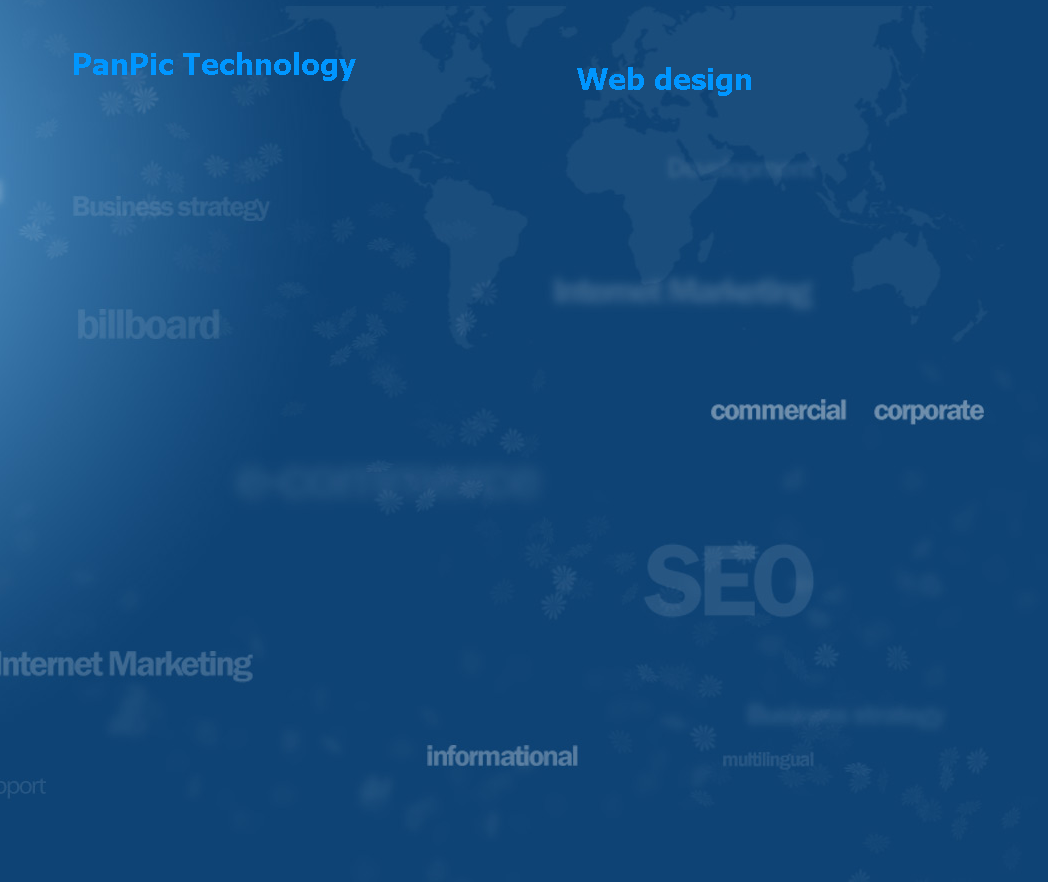 PanPic Technology
Web design
Development
Business strategy
Internet Marketing
billboard
commercial corporate
e-commerce
SEO
Internet Marketing
Business strategy
informational
multilingual
pport